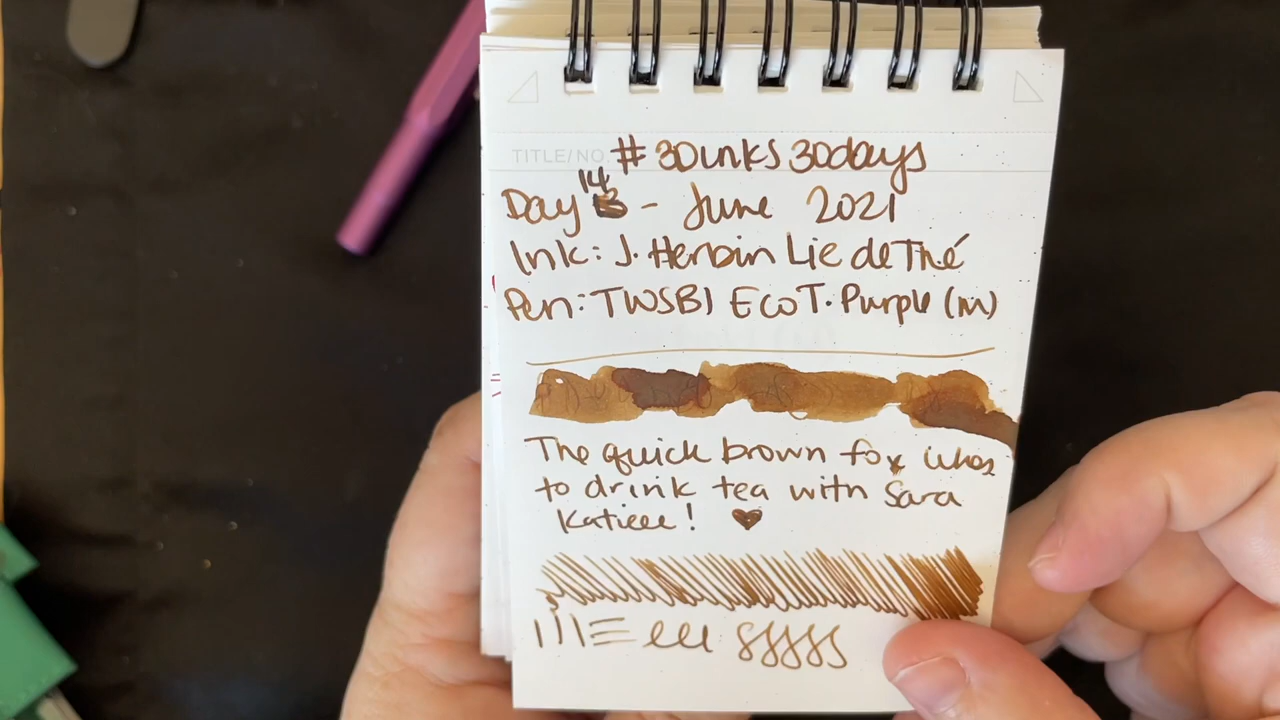 TITLE/NO. #30inks30days
Day 14 - June 2021
Ink: J. Herbin Lie de Thé
Pen: TWSBI Eco T. Purple (M)
The quick brown fox likes
to drink tea with Sara
Katieee! ♥